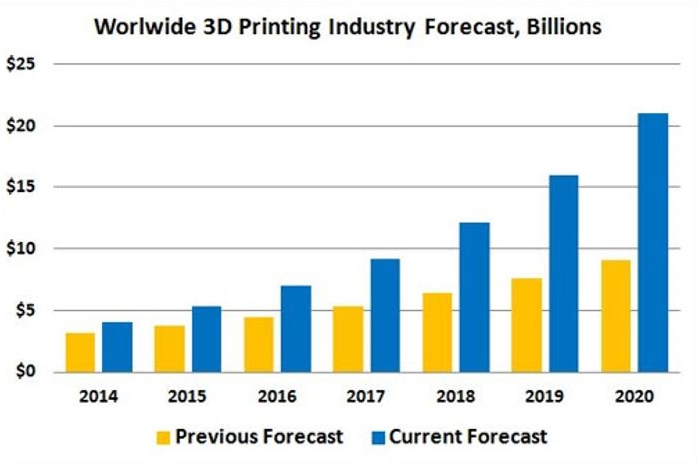 Worlwide 3D Printing Industry Forecast, Billions
$25
$20
$15
$10
$5
$0
2014 2015 2016 2017 2018 2019 2020
Previous Forecast Current Forecast